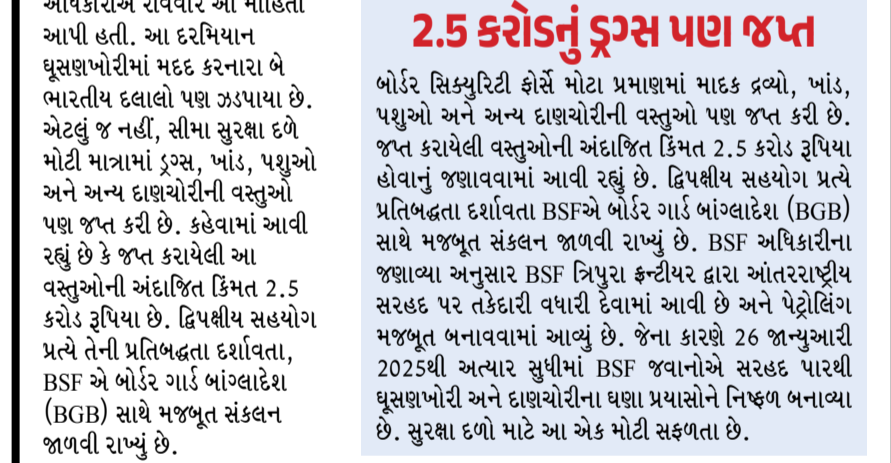 અધિકારીએ રવિવારે આ માહિતી
આપી હતી. આ દરમિયાન
ઘૂસણખોરીમાં મદદ કરનારા બે
ભારતીય દલાલો પણ ઝડપાયા છે.
એટલું જ નહીં, સીમા સુરક્ષા દળે
મોટી માત્રામાં ડ્રગ્સ, ખાંડ, પશુઓ
અને અન્ય દાણચોરીની વસ્તુઓ
પણ જપ્ત કરી છે. કહેવામાં આવી
રહ્યું છે કે જપ્ત કરાયેલી આ
વસ્તુઓની અંદાજિત કિંમત 2.5
કરોડ રૂપિયા છે. દ્વિપક્ષીય સહયોગ
પ્રત્યે તેની પ્રતિબદ્ધતા દર્શાવતા,
BSF એ બોર્ડર ગાર્ડ બાંગ્લાદેશ
(BGB) સાથે મજબૂત સંકલન
જાળવી રાખ્યું છે.
2.5 કરોડનું ડ્રગ્સ પણ જપ્ત
બોર્ડર સિક્યુરિટી ફોર્સે મોટા પ્રમાણમાં માદક દ્રવ્યો, ખાંડ,
પશુઓ અને અન્ય દાણચોરીની વસ્તુઓ પણ જપ્ત કરી છે.
જપ્ત કરાયેલી વસ્તુઓની અંદાજિત કિંમત 2.5 કરોડ રૂપિયા
હોવાનું જણાવવામાં આવી રહ્યું છે. દ્વિપક્ષીય સહયોગ પ્રત્યે
પ્રતિબદ્ધતા દર્શાવતા BSFએ બોર્ડર ગાર્ડ બાંગ્લાદેશ (BGB)
સાથે મજબૂત સંકલન જાળવી રાખ્યું છે. BSF અધિકારીના
જણાવ્યા અનુસાર BSF ત્રિપુરા ફ્રન્ટીયર દ્વારા આંતરરાષ્ટ્રીય
સરહદ પર તકેદારી વધારી દેવામાં આવી છે અને પેટ્રોલિંગ
મજબૂત બનાવવામાં આવ્યું છે. જેના કારણે 26 જાન્યુઆરી
2025થી અત્યાર સુધીમાં BSF જવાનોએ સરહદ પારથી
ઘૂસણખોરી અને દાણચોરીના ઘણા પ્રયાસોને નિષ્ફળ બનાવ્યા
છે. સુરક્ષા દળો માટે આ એક મોટી સફળતા છે.